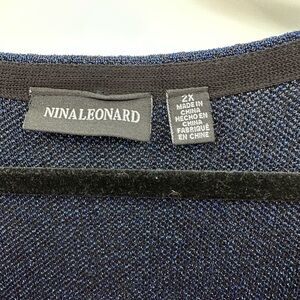 NINA LEONARD
2X
MADE IN
CHINA
HECHO EN
CHINA
FABRIQUÉ
EN CHINE